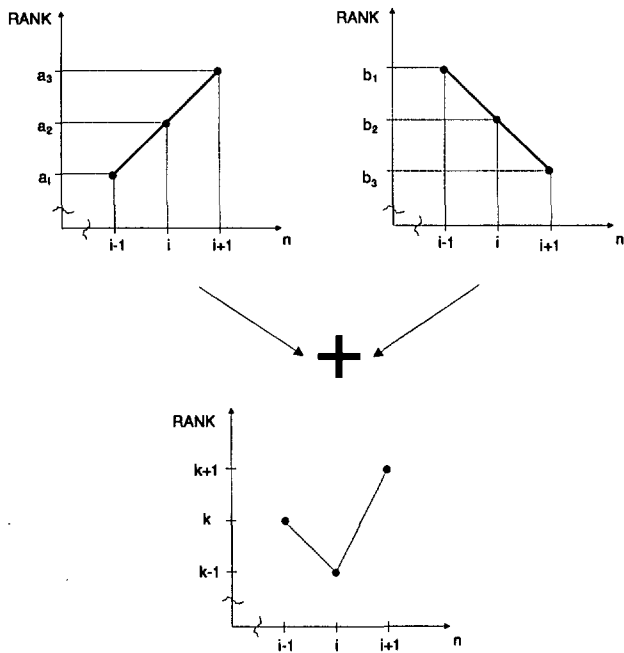 RANK
a₃
a₂
a₁
i-1 i i+1 n
RANK
b₁
b₂
b₃
i-1 i i+1 n
+
RANK
k+1
k
k-1
i-1 i i+1 n